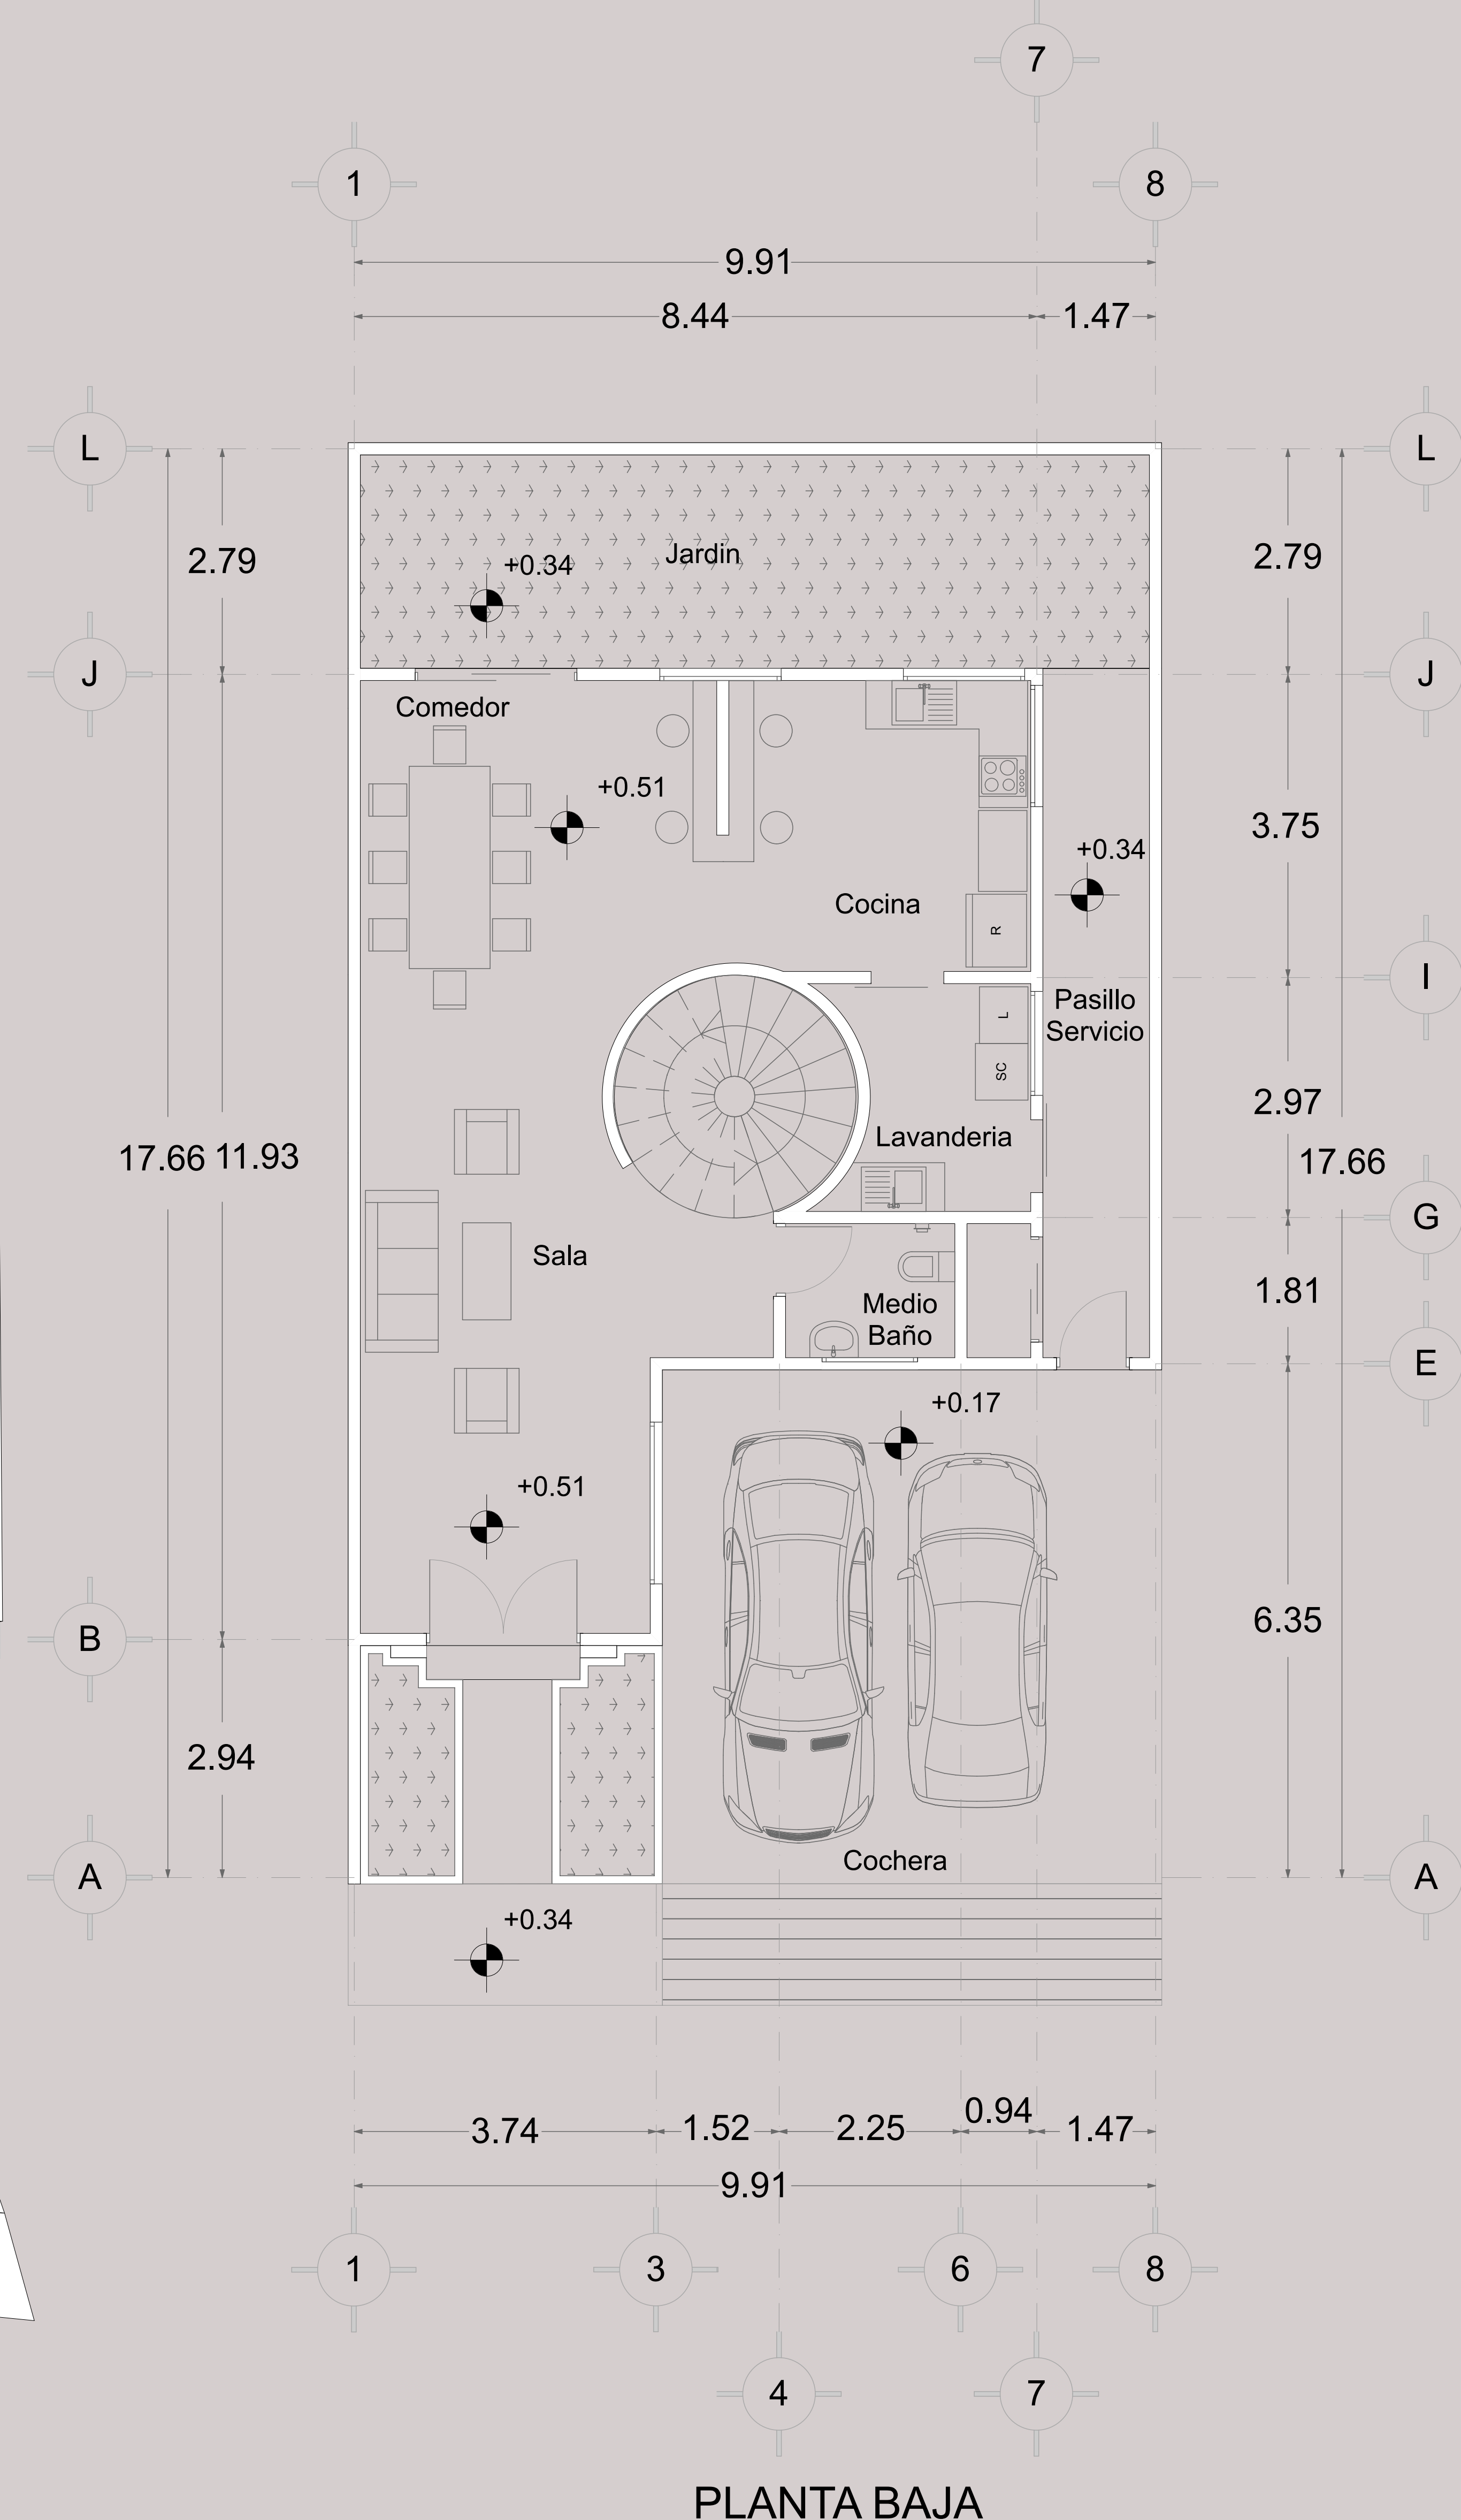 7
1
8
9.91
8.44
1.47
L
L
2.79
2.79
Jardin
+0.34
J
J
Comedor
+0.51
3.75
+0.34
Cocina
R
I
Pasillo
Servicio
L
SC
2.97
Lavanderia
17.66
11.93
17.66
G
Sala
1.81
Medio
Baño
E
+0.17
+0.51
B
6.35
2.94
Cochera
A
A
+0.34
3.74
1.52
2.25
0.94
1.47
9.91
1
3
6
8
4
7
PLANTA BAJA